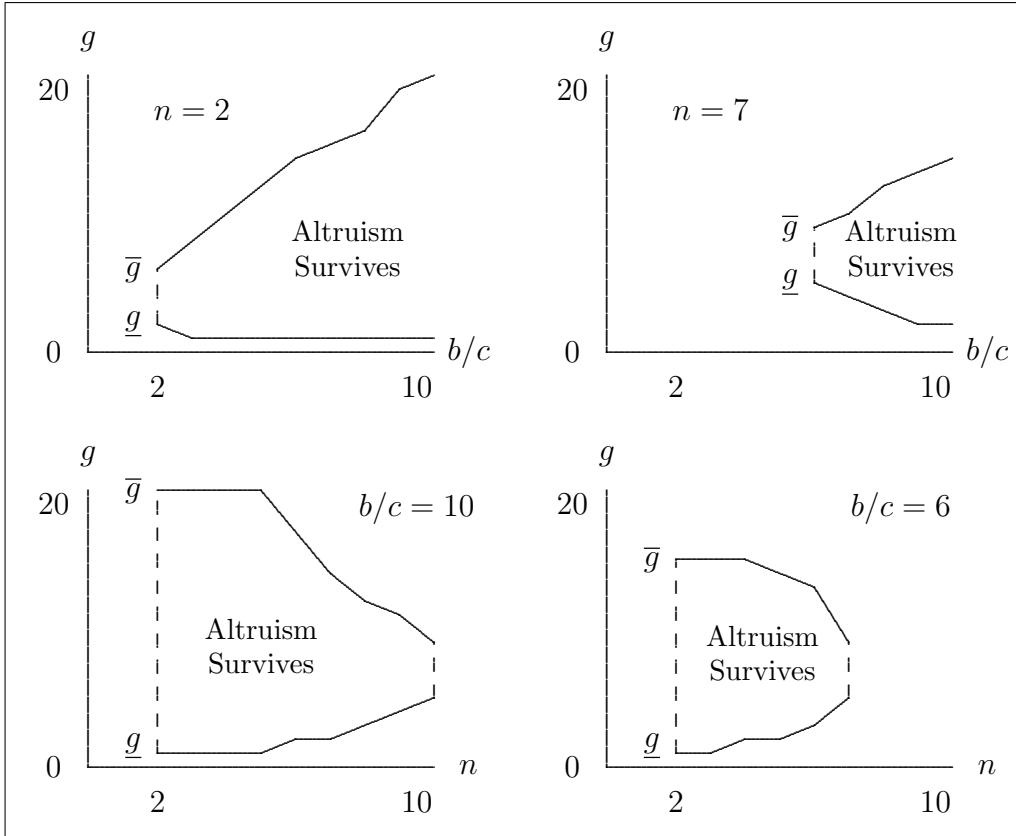 g
20
n = 2
Altruism
Survives
g̅
g̲
0
b/c
2
10
g
20
n = 7
g̅
Altruism
Survives
g̲
0
b/c
2
10
g
g̅
20
b/c = 10
Altruism
Survives
g̲
0
n
2
10
g
20
b/c = 6
g̅
Altruism
Survives
g̲
0
n
2
10